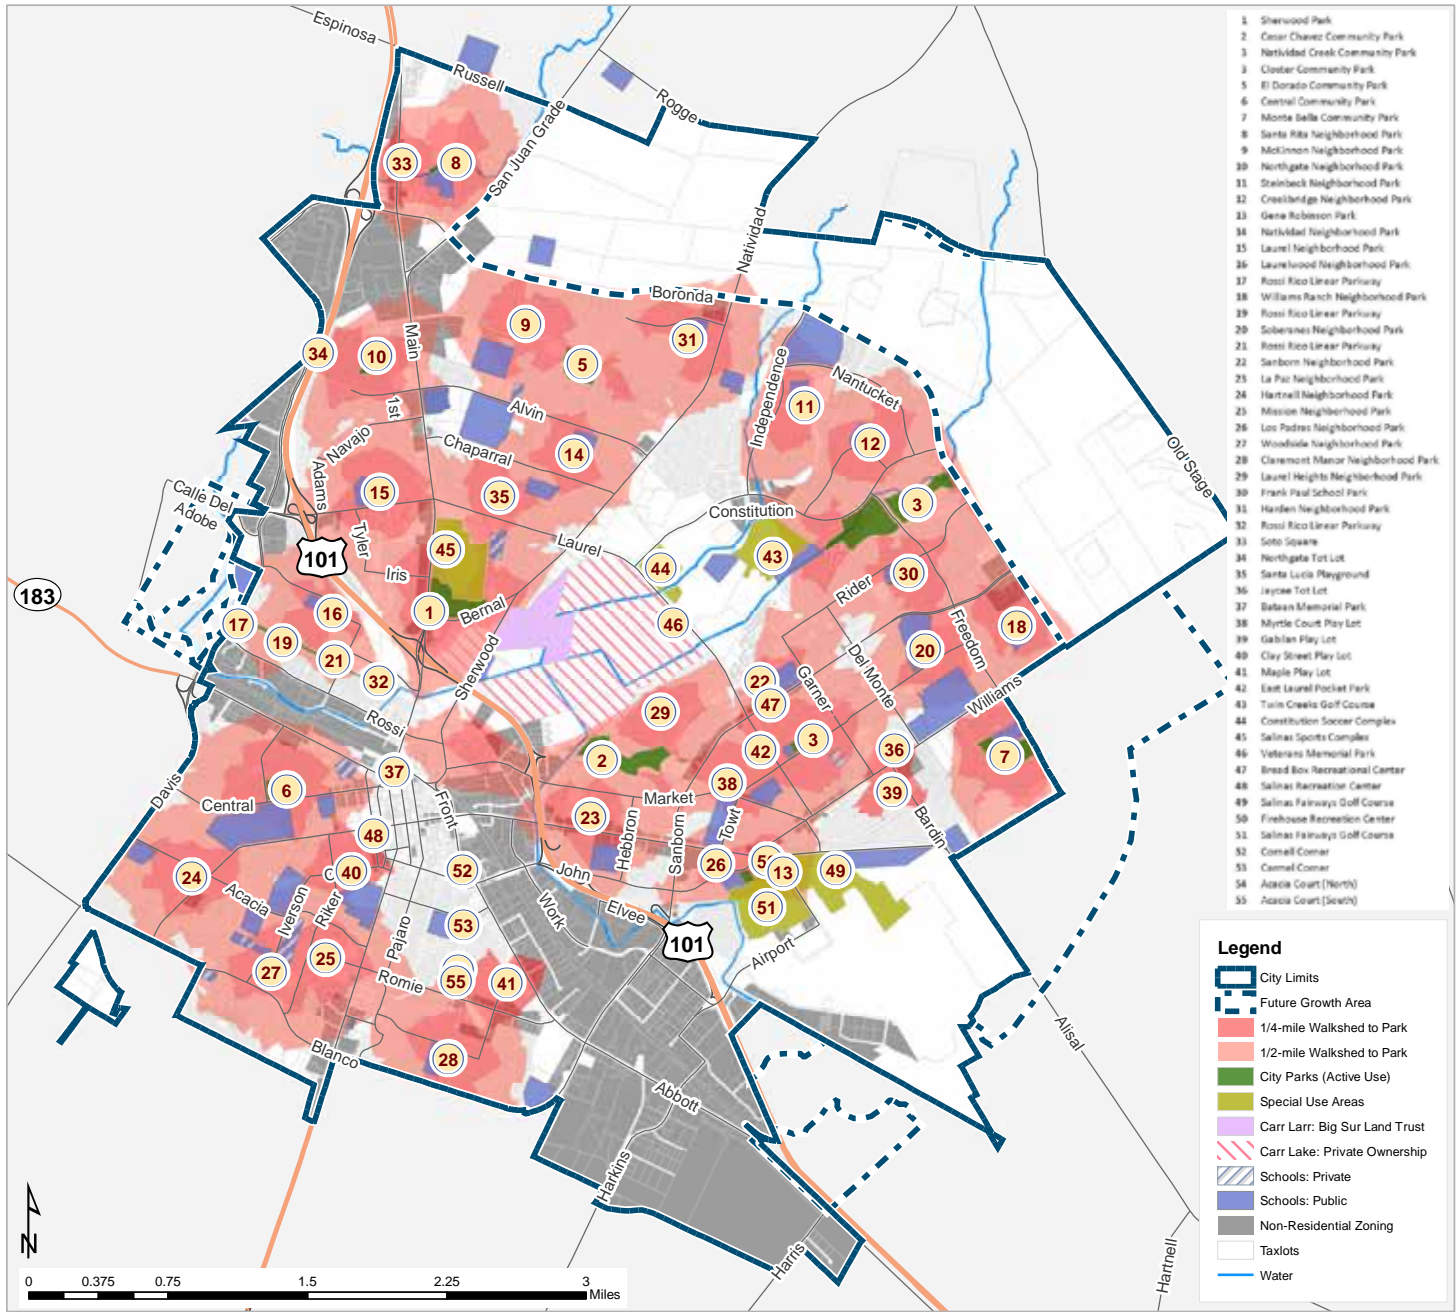 Espinosa
Russell
San Juan Grade
Rogge
33
8
Natividad
Boronda
9
31
34
10
Main
5
Independence
Nantucket
11
1st
Alvin
12
Old Stage
Navajo
Chaparral
14
Adams
15
35
3
Calle Del
Adobe
Constitution
Tyler
Laurel
101
45
43
44
183
Iris
30
Rider
16
1
Bernal
17
46
18
19
Freedom
20
21
Sherwood
Del Monte
32
22
Garner
Williams
47
29
Rossi
3
42
36
7
2
37
38
Davis
6
Central
Market
39
Front
23
Towt
Bardin
48
Hebron
Sanborn
24
40
52
John
26
13
49
Acacia
Iverson
Riker
Work
Elvee
51
53
Pajaro
101
Airport
25
27
Romie
55
41
Alisal
Blanco
28
Abbott
Harkins
Harris
Hartnell
N
0
0.375
0.75
1.5
2.25
3
Miles
1 Sherwood Park
2 Cesar Chavez Community Park
3 Natividad Creek Community Park
3 Closter Community Park
5 El Dorado Community Park
6 Central Community Park
7 Monte Bella Community Park
8 Santa Rita Neighborhood Park
9 McKinnon Neighborhood Park
10 Northgate Neighborhood Park
11 Steinbeck Neighborhood Park
12 Creekbridge Neighborhood Park
13 Gene Robinson Park
14 Natividad Neighborhood Park
15 Laurel Neighborhood Park
16 Laurelwood Neighborhood Park
17 Rossi Rico Linear Parkway
18 Williams Ranch Neighborhood Park
19 Rossi Rico Linear Parkway
20 Soberanes Neighborhood Park
21 Rossi Rico Linear Parkway
22 Sanborn Neighborhood Park
23 La Paz Neighborhood Park
24 Hartnell Neighborhood Park
25 Mission Neighborhood Park
26 Los Padres Neighborhood Park
27 Woodside Neighborhood Park
28 Claremont Manor Neighborhood Park
29 Laurel Heights Neighborhood Park
30 Frank Paul School Park
31 Harden Neighborhood Park
32 Rossi Rico Linear Parkway
33 Soto Square
34 Northgate Tot Lot
35 Santa Lucia Playground
36 Jaycee Tot Lot
37 Bataan Memorial Park
38 Myrtle Court Play Lot
39 Gabilan Play Lot
40 Clay Street Play Lot
41 Maple Play Lot
42 East Laurel Pocket Park
43 Twin Creeks Golf Course
44 Constitution Soccer Complex
45 Salinas Sports Complex
46 Veterans Memorial Park
47 Bread Box Recreational Center
48 Salinas Recreation Center
49 Salinas Fairways Golf Course
50 Firehouse Recreation Center
51 Salinas Fairways Golf Course
52 Cornell Corner
53 Carmel Corner
54 Acacia Court (North)
55 Acacia Court (South)
Legend
City Limits
Future Growth Area
1/4-mile Walkshed to Park
1/2-mile Walkshed to Park
City Parks (Active Use)
Special Use Areas
Carr Larr: Big Sur Land Trust
Carr Lake: Private Ownership
Schools: Private
Schools: Public
Non-Residential Zoning
Taxlots
Water